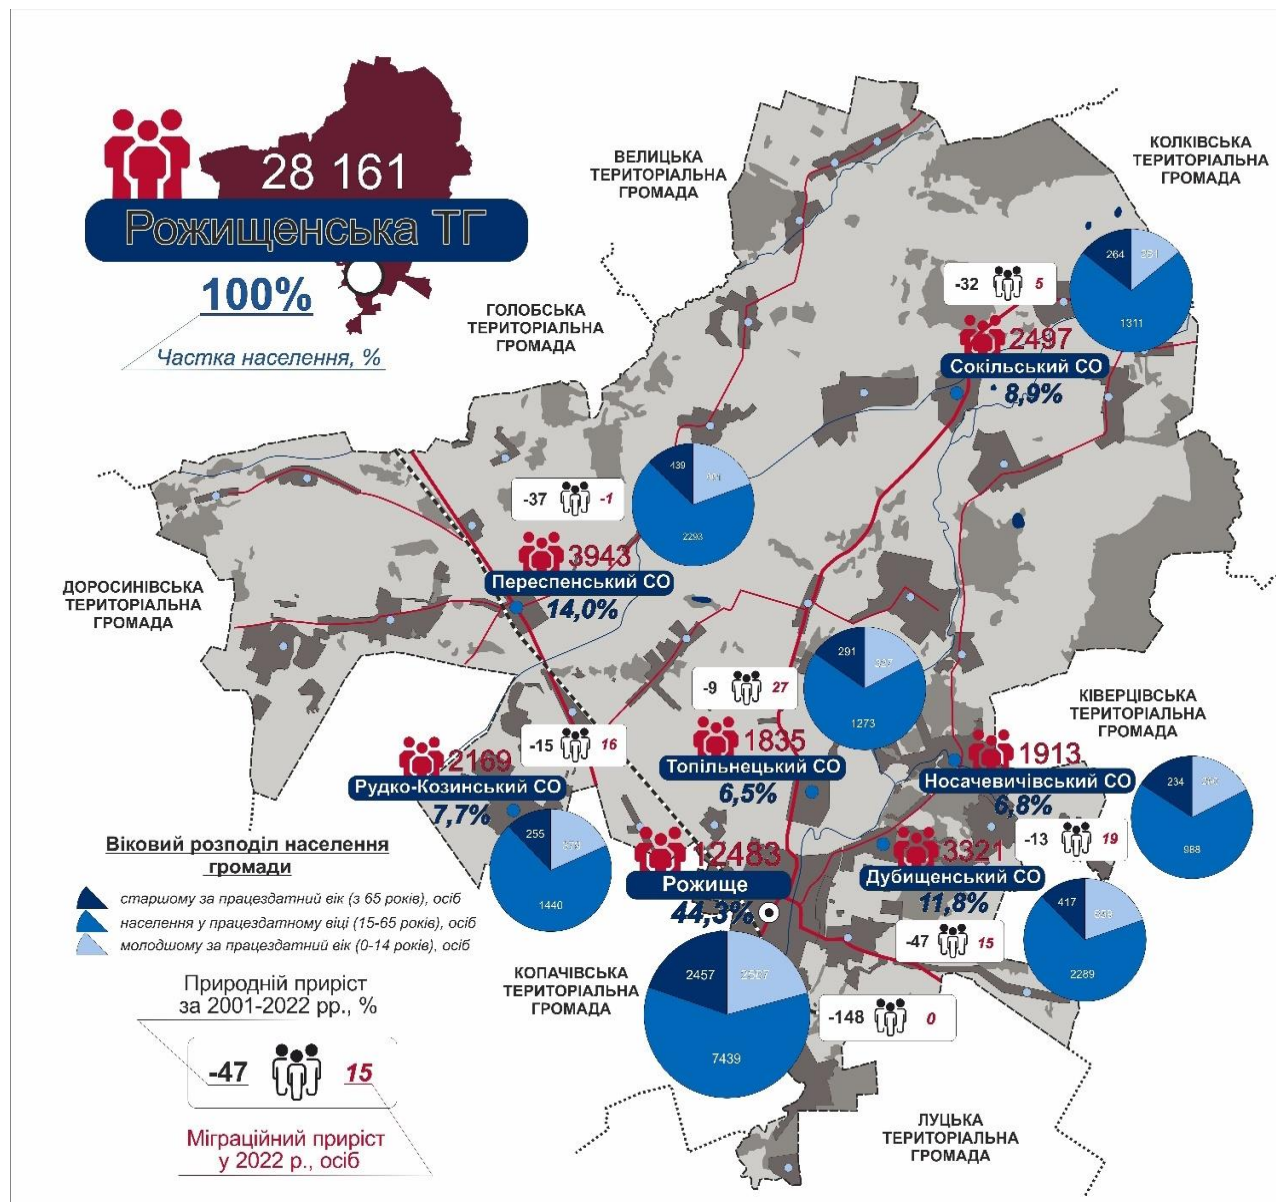 28 161
Рожищенська ТГ
100%
Частка населення, %
ВЕЛИЦЬКА
ТЕРИТОРІАЛЬНА
ГРОМАДА
КОЛКІВСЬКА
ТЕРИТОРІАЛЬНА
ГРОМАДА
ГОЛОБСЬКА
ТЕРИТОРІАЛЬНА
ГРОМАДА
-32 5
264
1311
2497
Сокільський СО
8,9%
439
2293
-37 -1
3943
Переспенський СО
14,0%
ДОРОСИНІВСЬКА
ТЕРИТОРІАЛЬНА
ГРОМАДА
291 327
1273
-9 27
1835
Топільнецький СО
6,5%
-15 16
2169
Рудко-Козинський СО
7,7%
255
1440
КІВЕРЦІВСЬКА
ТЕРИТОРІАЛЬНА
ГРОМАДА
1913
Носачевичівський СО
6,8%
234
988
-13 19
12483
Рожище
44,3%
3321
Дубищенський СО
11,8%
417
2289
-47 15
КОПАЧІВСЬКА
ТЕРИТОРІАЛЬНА
ГРОМАДА
2457
7439
-148 0
Віковий розподіл населення
громади
старшому за працездатний вік (з 65 років), осіб
населення у працездатному віці (15-65 років), осіб
молодшому за працездатний вік (0-14 років), осіб
Природній приріст
за 2001-2022 рр., %
-47 15
Міграційний приріст
у 2022 р., осіб
ЛУЦЬКА
ТЕРИТОРІАЛЬНА
ГРОМАДА